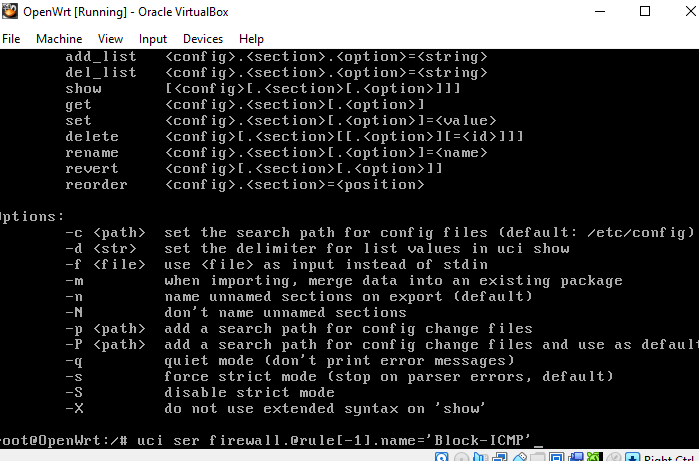 OpenWrt [Running] - Oracle VirtualBox
File Machine View Input Devices Help
add_list <config>.<section>.<option>=<string>
del_list <config>.<section>.<option>=<string>
show [<config>[.<section>[.<option>]]]
get <config>.<section>[.<option>]
set <config>.<section>[.<option>]=<value>
delete <config>[.<section>[[.<option>][=<id>]]]
rename <config>.<section>[.<option>]=<name>
revert <config>[.<section>[.<option>]]
reorder <config>.<section>=<position>
Options:
-c <path> set the search path for config files (default: /etc/config)
-d <str> set the delimiter for list values in uci show
-f <file> use <file> as input instead of stdin
-m when importing, merge data into an existing package
-n name unnamed sections on export (default)
-N don't name unnamed sections
-p <path> add a search path for config change files
-P <path> add a search path for config change files and use as default
-q quiet mode (don't print error messages)
-s force strict mode (stop on parser errors, default)
-S disable strict mode
-X do not use extended syntax on 'show'
root@OpenWrt:/# uci ser firewall.@rule[-1].name='Block-ICMP'_
Right Ctrl